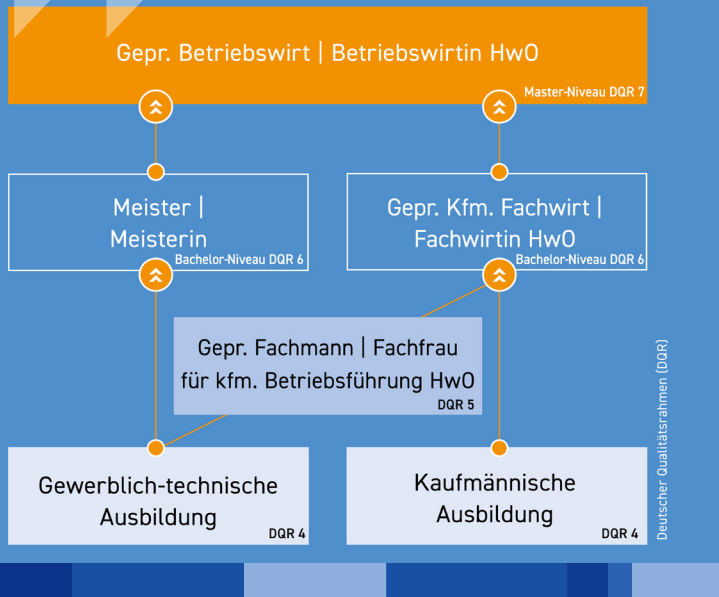 Gepr. Betriebswirt | Betriebswirtin HwO
Master-Niveau DQR 7
Meister |
Meisterin
Bachelor-Niveau DQR 6
Gepr. Kfm. Fachwirt |
Fachwirtin HwO
Bachelor-Niveau DQR 6
Gepr. Fachmann | Fachfrau
für kfm. Betriebsführung HwO
DQR 5
Gewerblich-technische
Ausbildung
DQR 4
Kaufmännische
Ausbildung
DQR 4
Deutscher Qualitätsrahmen (DQR)